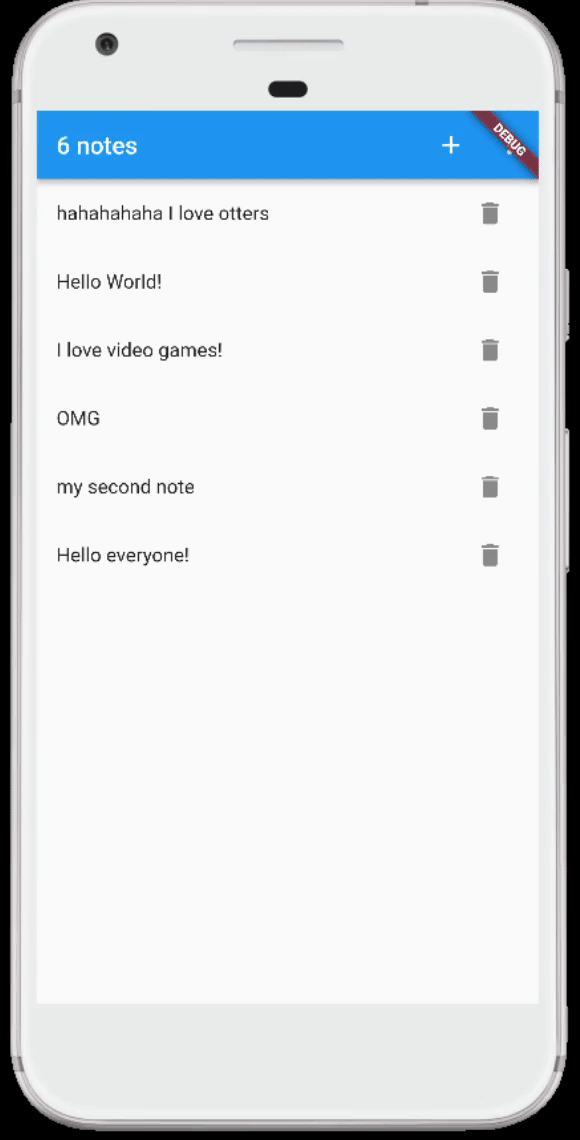 6 notes
DEBUG
hahahahaha I love otters
Hello World!
I love video games!
OMG
my second note
Hello everyone!